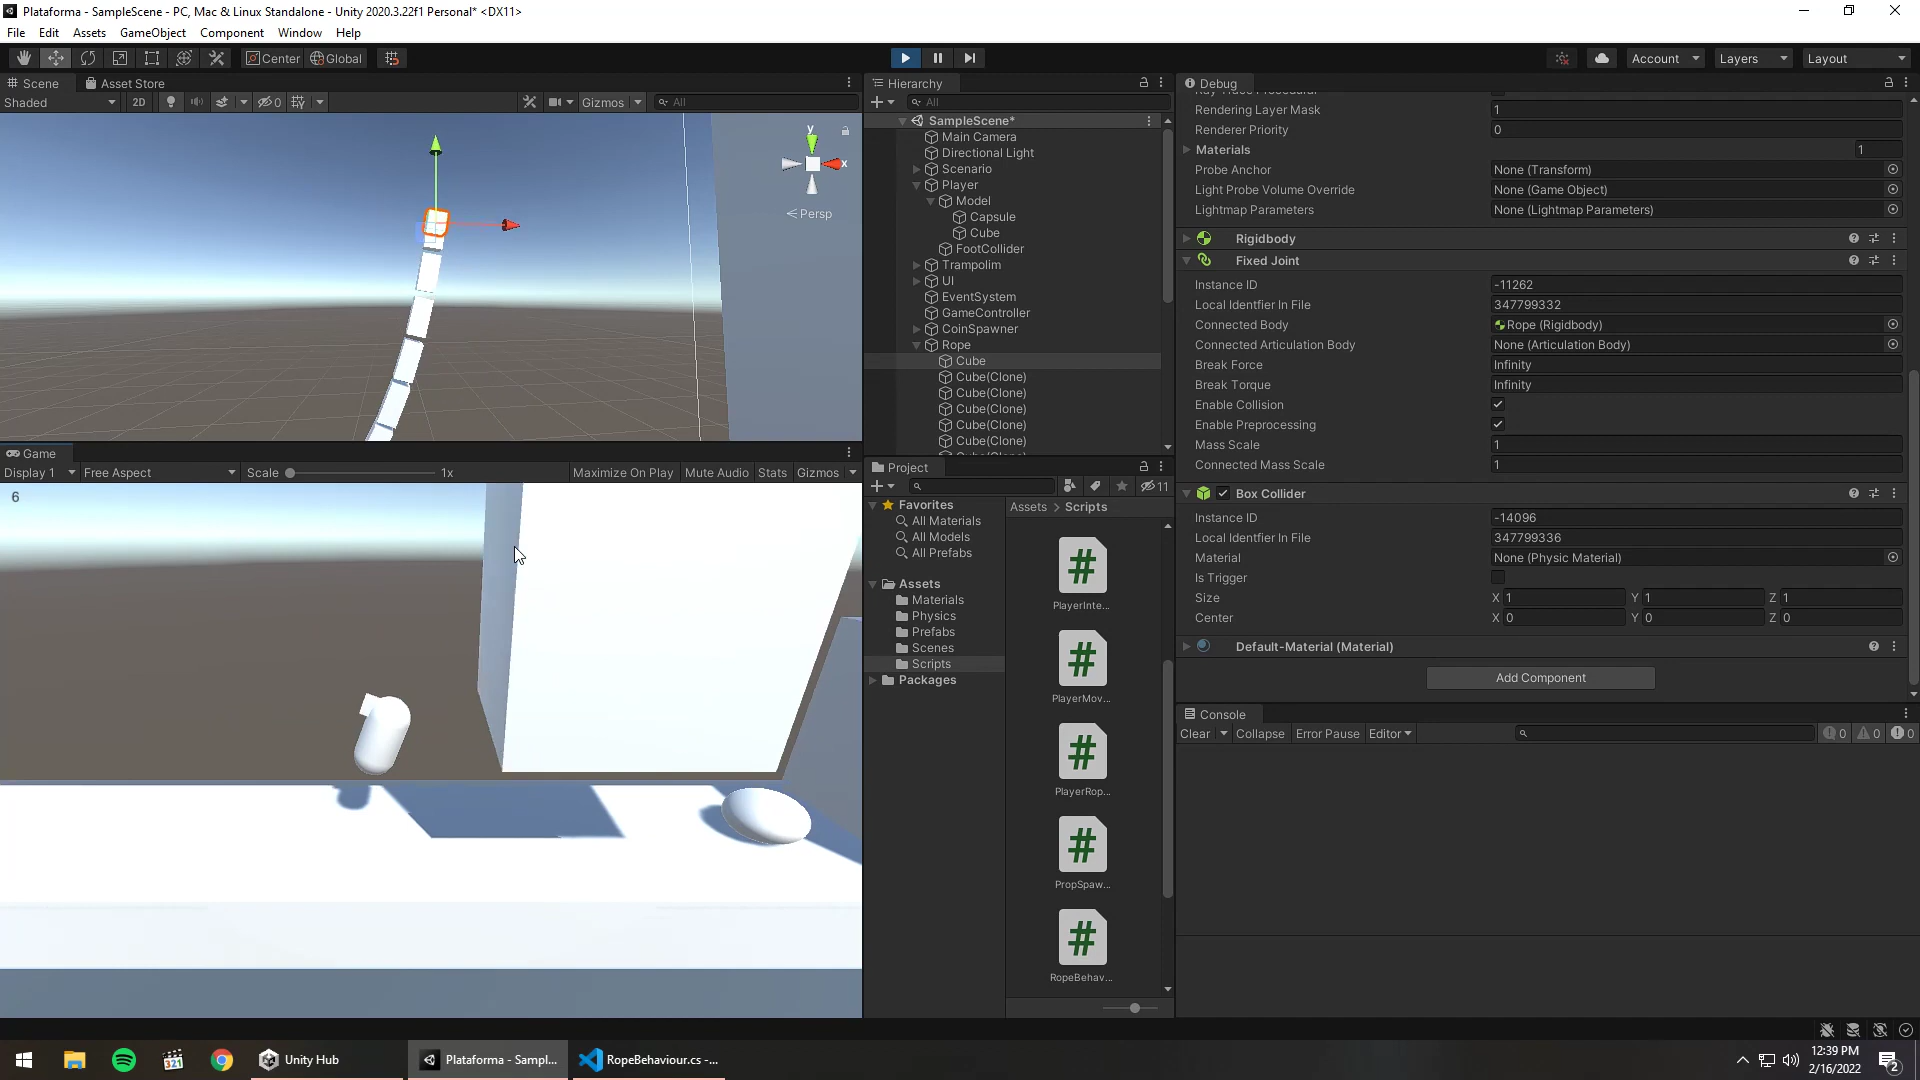 Plataforma - SampleScene - PC, Mac & Linux Standalone - Unity 2020.3.22f1 Personal* <DX11>
File Edit Assets GameObject Component Window Help
Center Global
Account Layers Layout
Scene Asset Store
Shaded 2D 0 Gizmos All
y
x
Persp
Game
Display 1 Free Aspect Scale 1x Maximize On Play Mute Audio Stats Gizmos
6
Hierarchy
All
SampleScene*
Main Camera
Directional Light
Scenario
Player
Model
Capsule
Cube
FootCollider
Trampolim
UI
EventSystem
GameController
CoinSpawner
Rope
Cube
Cube(Clone)
Cube(Clone)
Cube(Clone)
Cube(Clone)
Cube(Clone)
Project
11
Favorites
All Materials
All Models
All Prefabs
Assets
Materials
Physics
Prefabs
Scenes
Scripts
Packages
Assets > Scripts
PlayerInte...
PlayerMov...
PlayerRop...
PropSpaw...
RopeBehav...
Debug
Rendering Layer Mask 1
Renderer Priority 0
Materials 1
Probe Anchor None (Transform)
Light Probe Volume Override None (Game Object)
Lightmap Parameters None (Lightmap Parameters)
Rigidbody
Fixed Joint
Instance ID -11262
Local Identfier In File 347799332
Connected Body Rope (Rigidbody)
Connected Articulation Body None (Articulation Body)
Break Force Infinity
Break Torque Infinity
Enable Collision
Enable Preprocessing
Mass Scale 1
Connected Mass Scale 1
Box Collider
Instance ID -14096
Local Identfier In File 347799336
Material None (Physic Material)
Is Trigger
Size X 1 Y 1 Z 1
Center X 0 Y 0 Z 0
Default-Material (Material)
Add Component
Console
Clear Collapse Error Pause Editor 0 0 0
Unity Hub Plataforma - Sampl... RopeBehaviour.cs -...
12:39 PM
2/16/2022
2